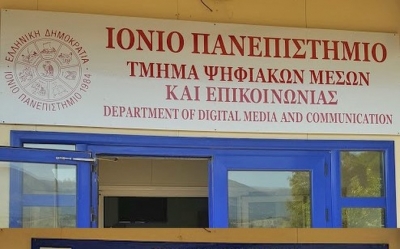 ΕΛΛΗΝΙΚΗ ΔΗΜΟΚΡΑΤΙΑ
ΙΟΝΙΟ ΠΑΝΕΠΙΣΤΗΜΙΟ 1984
ΙΟΝΙΟ ΠΑΝΕΠΙΣΤΗΜΙΟ
ΤΜΗΜΑ ΨΗΦΙΑΚΩΝ ΜΕΣΩΝ
ΚΑΙ ΕΠΙΚΟΙΝΩΝΙΑΣ
DEPARTMENT OF DIGITAL MEDIA AND COMMUNICATION